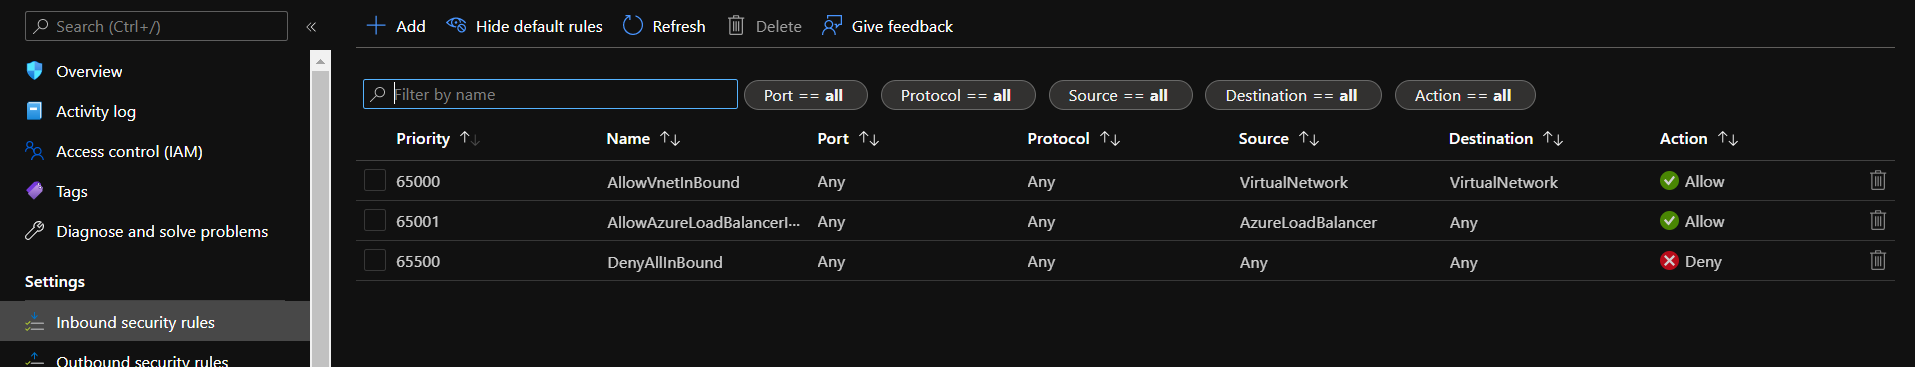 Search (Ctrl+/)
«
Overview
Activity log
Access control (IAM)
Tags
Diagnose and solve problems
Settings
Inbound security rules
Outbound security rules
Add Hide default rules Refresh Delete Give feedback
Filter by name Port == all Protocol == all Source == all Destination == all Action == all
Priority ↑↓ Name ↑↓ Port ↑↓ Protocol ↑↓ Source ↑↓ Destination ↑↓ Action ↑↓
65000 AllowVnetInBound Any Any VirtualNetwork VirtualNetwork Allow
65001 AllowAzureLoadBalancerI... Any Any AzureLoadBalancer Any Allow
65500 DenyAllInBound Any Any Any Any Deny